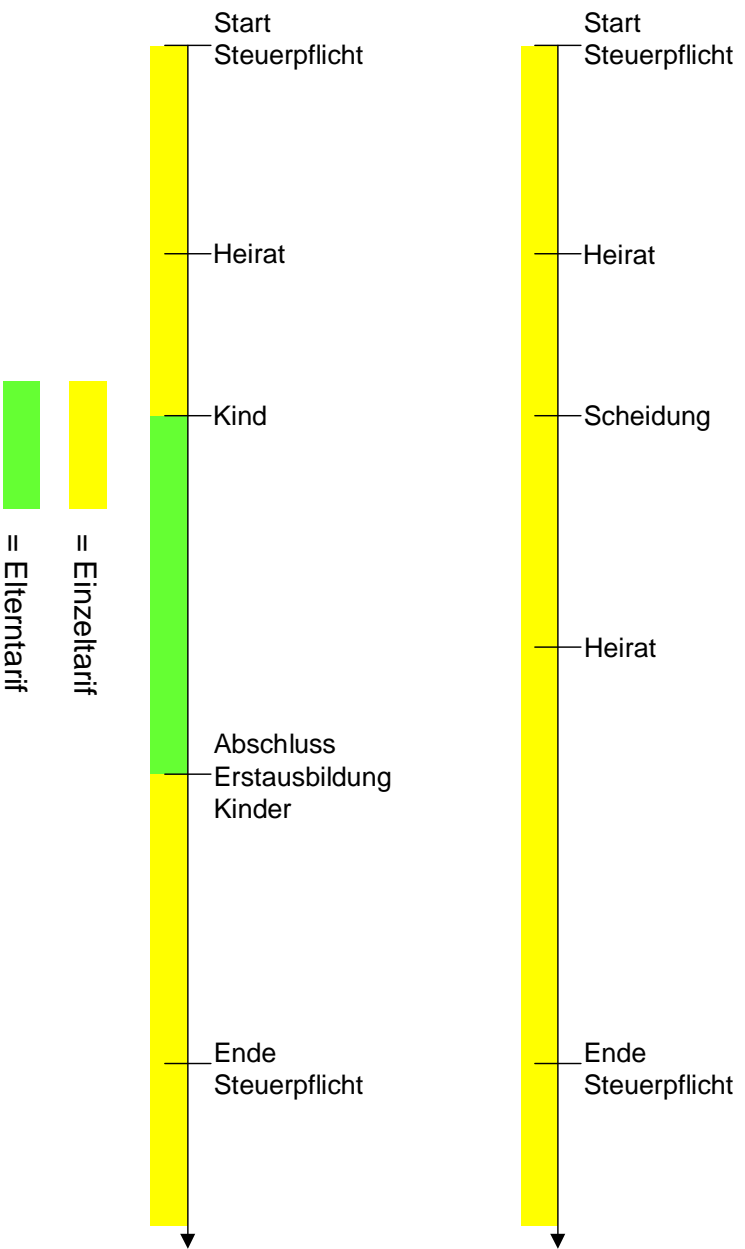 Start
Steuerpflicht
Heirat
Kind
Abschluss
Erstausbildung
Kinder
Ende
Steuerpflicht
Start
Steuerpflicht
Heirat
Scheidung
Heirat
Ende
Steuerpflicht
= Einzeltarif
= Elterntarif